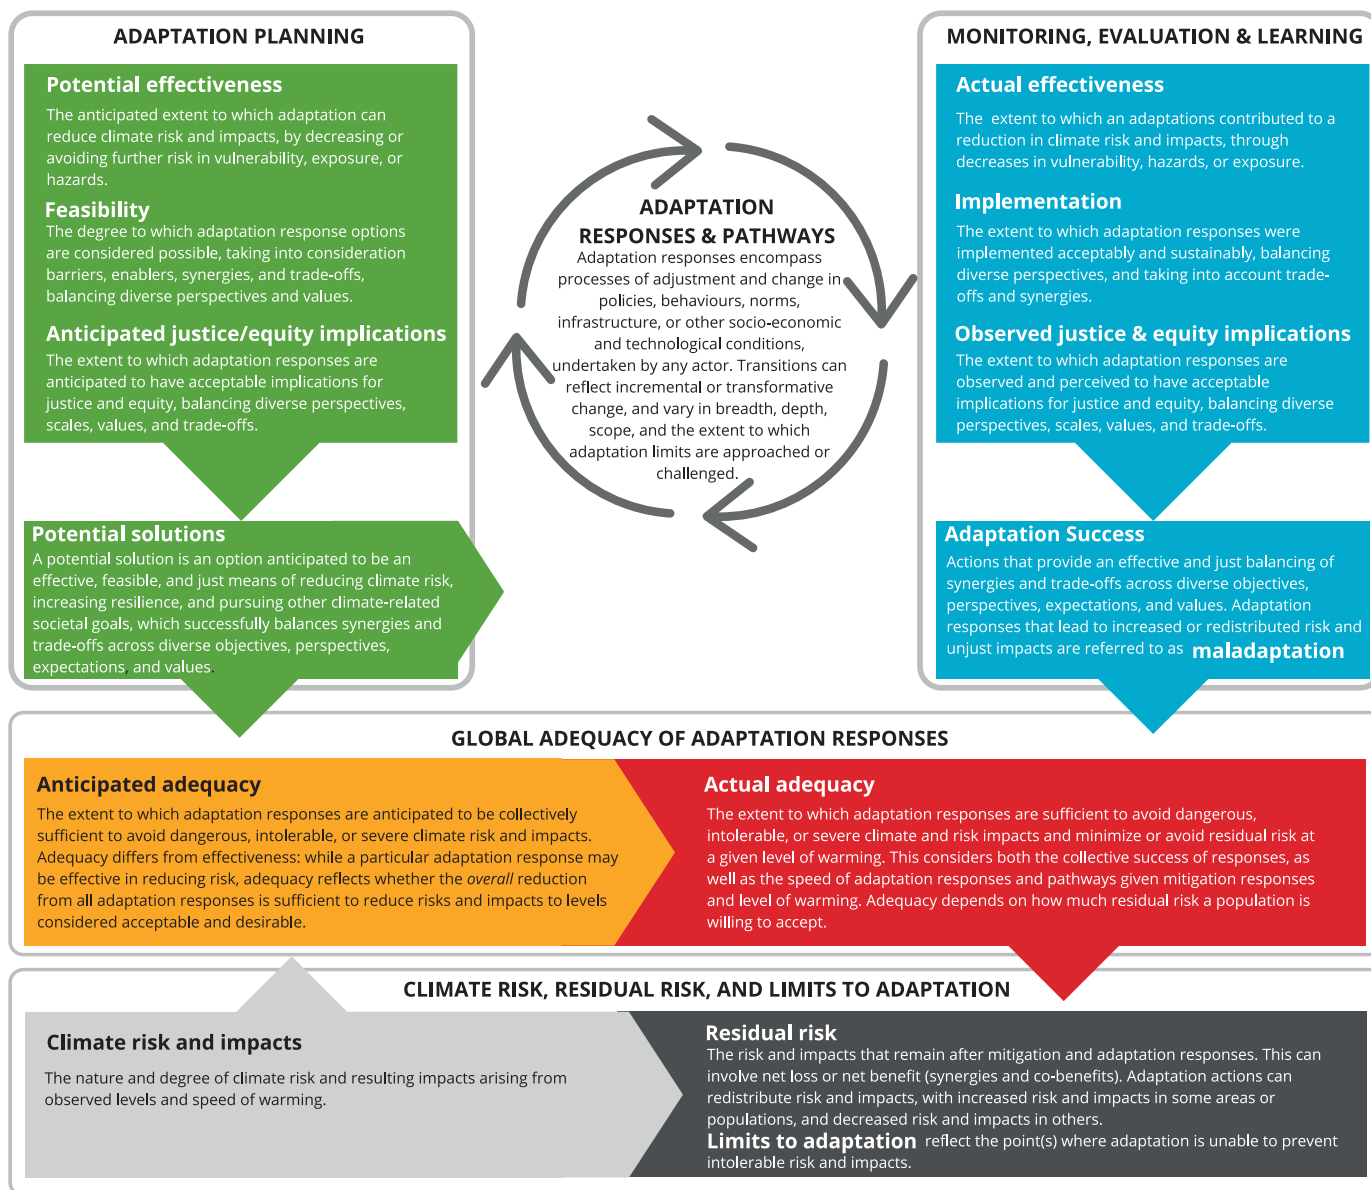 ADAPTATION PLANNING
Potential effectiveness
The anticipated extent to which adaptation can
reduce climate risk and impacts, by decreasing or
avoiding further risk in vulnerability, exposure, or
hazards.
Feasibility
The degree to which adaptation response options
are considered possible, taking into consideration
barriers, enablers, synergies, and trade-offs,
balancing diverse perspectives and values.
Anticipated justice/equity implications
The extent to which adaptation responses are
anticipated to have acceptable implications for
justice and equity, balancing diverse perspectives,
scales, values, and trade-offs.
Potential solutions
A potential solution is an option anticipated to be an
effective, feasible, and just means of reducing climate risk,
increasing resilience, and pursuing other climate-related
societal goals, which successfully balances synergies and
trade-offs across diverse objectives, perspectives,
expectations, and values.
ADAPTATION
RESPONSES & PATHWAYS
Adaptation responses encompass
processes of adjustment and change in
policies, behaviours, norms,
infrastructure, or other socio-economic
and technological conditions,
undertaken by any actor. Transitions can
reflect incremental or transformative
change, and vary in breadth, depth,
scope, and the extent to which
adaptation limits are approached or
challenged.
MONITORING, EVALUATION & LEARNING
Actual effectiveness
The extent to which an adaptations contributed to a
reduction in climate risk and impacts, through
decreases in vulnerability, hazards, or exposure.
Implementation
The extent to which adaptation responses were
implemented acceptably and sustainably, balancing
diverse perspectives, and taking into account trade-
offs and synergies.
Observed justice & equity implications
The extent to which adaptation responses are
observed and perceived to have acceptable
implications for justice and equity, balancing diverse
perspectives, scales, values, and trade-offs.
Adaptation Success
Actions that provide an effective and just balancing of
synergies and trade-offs across diverse objectives,
perspectives, expectations, and values. Adaptation
responses that lead to increased or redistributed risk and
unjust impacts are referred to as maladaptation
GLOBAL ADEQUACY OF ADAPTATION RESPONSES
Anticipated adequacy
The extent to which adaptation responses are anticipated to be collectively
sufficient to avoid dangerous, intolerable, or severe climate risk and impacts.
Adequacy differs from effectiveness: while a particular adaptation response may
be effective in reducing risk, adequacy reflects whether the overall reduction
from all adaptation responses is sufficient to reduce risks and impacts to levels
considered acceptable and desirable.
Actual adequacy
The extent to which adaptation responses are sufficient to avoid dangerous,
intolerable, or severe climate and risk impacts and minimize or avoid residual risk at
a given level of warming. This considers both the collective success of responses, as
well as the speed of adaptation responses and pathways given mitigation responses
and level of warming. Adequacy depends on how much residual risk a population is
willing to accept.
CLIMATE RISK, RESIDUAL RISK, AND LIMITS TO ADAPTATION
Climate risk and impacts
The nature and degree of climate risk and resulting impacts arising from
observed levels and speed of warming.
Residual risk
The risk and impacts that remain after mitigation and adaptation responses. This can
involve net loss or net benefit (synergies and co-benefits). Adaptation actions can
redistribute risk and impacts, with increased risk and impacts in some areas or
populations, and decreased risk and impacts in others.
Limits to adaptation reflect the point(s) where adaptation is unable to prevent
intolerable risk and impacts.